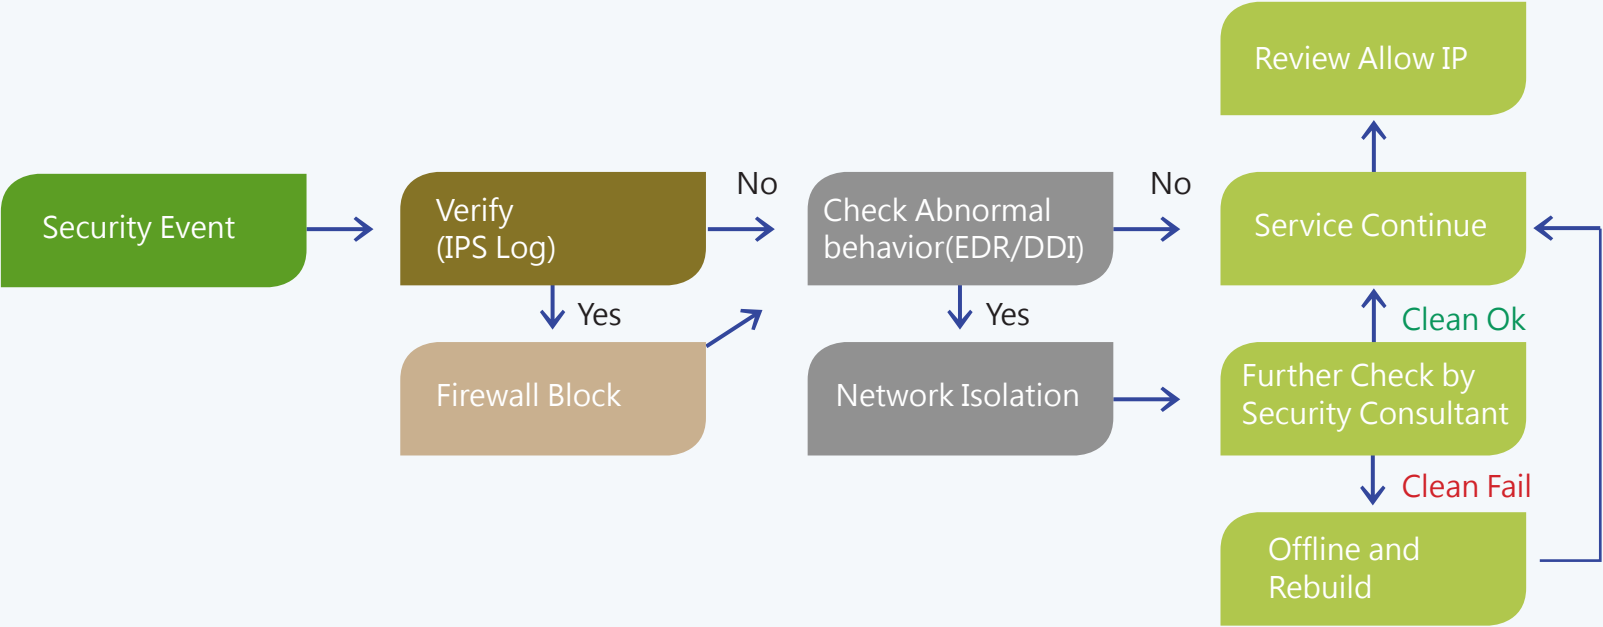 Review Allow IP
Security Event
Verify
(IPS Log)
No
Check Abnormal
behavior(EDR/DDI)
No
Service Continue
Yes
Yes
Clean Ok
Firewall Block
Network Isolation
Further Check by
Security Consultant
Clean Fail
Offline and
Rebuild